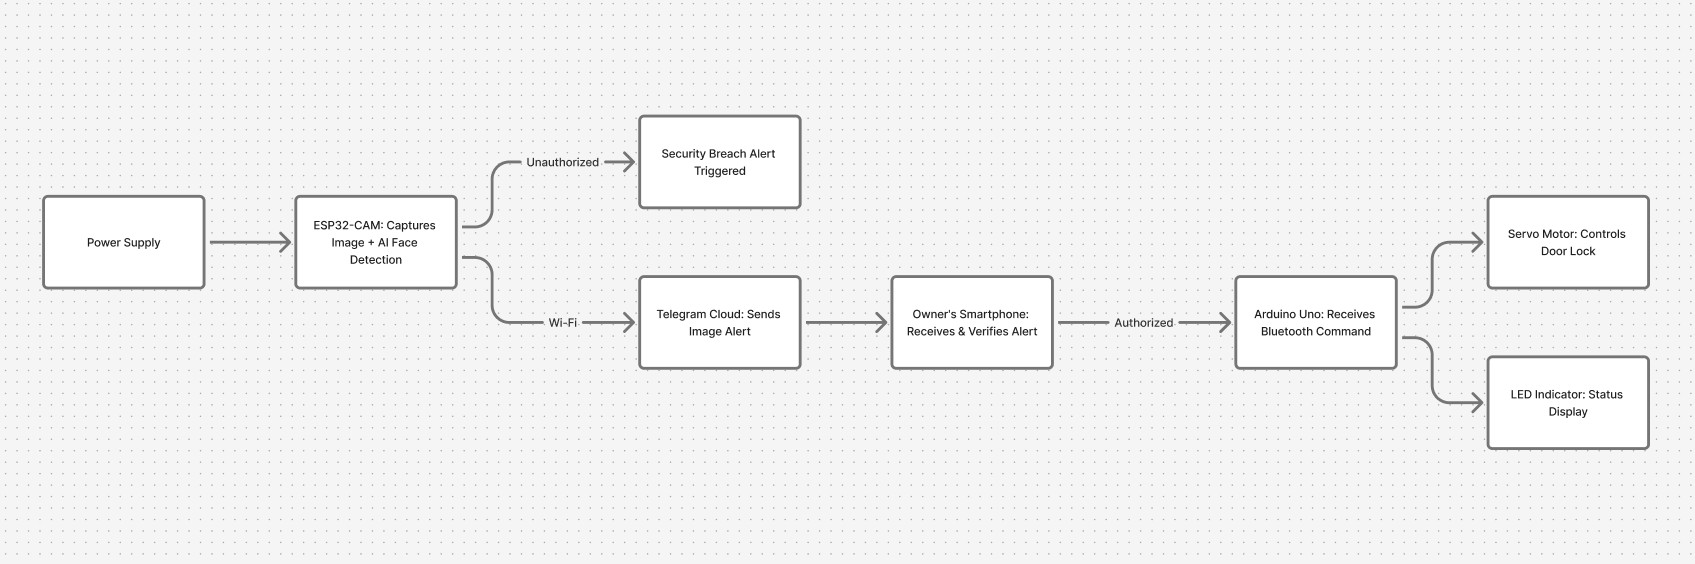 Power Supply
ESP32-CAM: Captures
Image + AI Face
Detection
Unauthorized
Security Breach Alert
Triggered
Wi-Fi
Telegram Cloud: Sends
Image Alert
Owner's Smartphone:
Receives & Verifies Alert
Authorized
Arduino Uno: Receives
Bluetooth Command
Servo Motor: Controls
Door Lock
LED Indicator: Status
Display